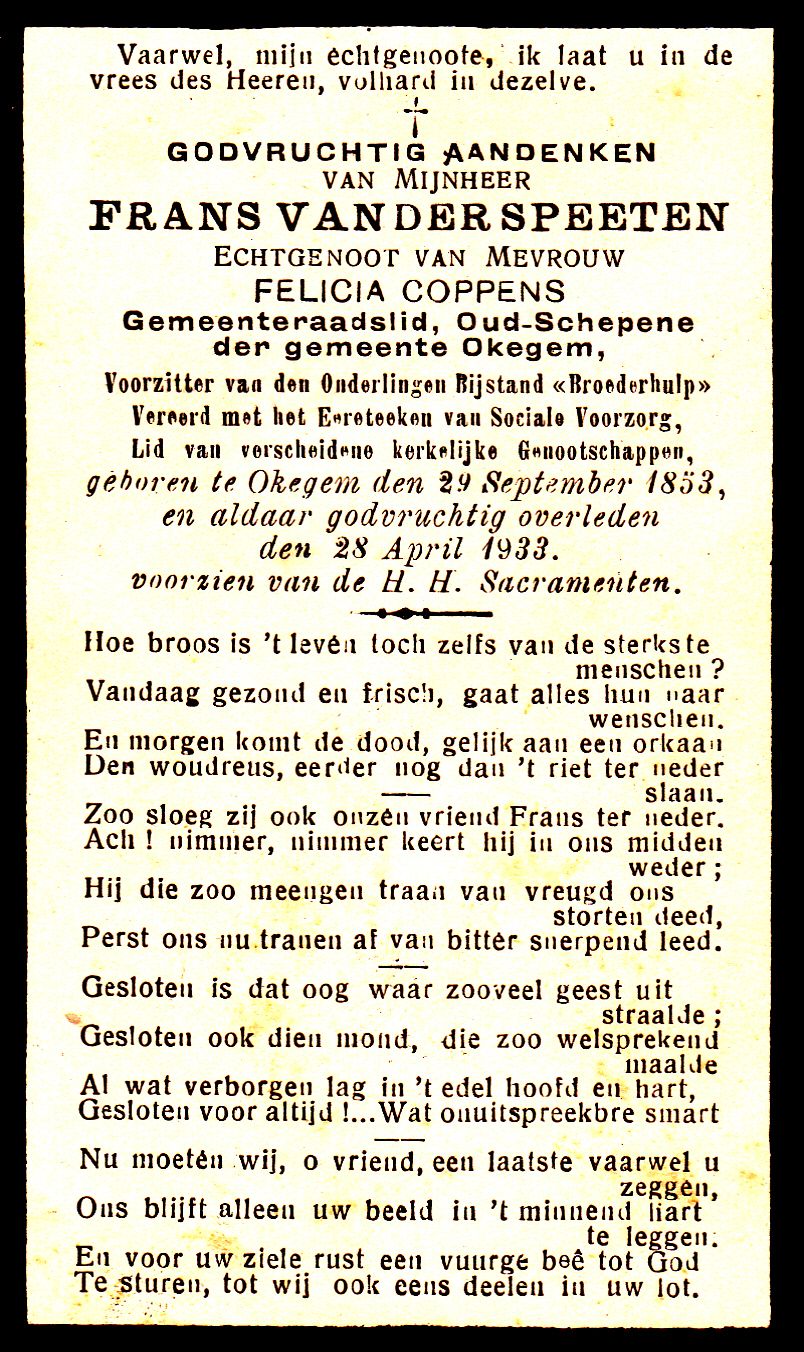 Vaarwel, mijn echtgenoote, ik laat u in de
vrees des Heeren, volhard in dezelve.
GODVRUCHTIG AANDENKEN
VAN MIJNHEER
FRANS VANDERSPEETEN
ECHTGENOOT VAN MEVROUW
FELICIA COPPENS
Gemeenteraadslid, Oud-Schepene
der gemeente Okegem,
Voorzitter van den Onderlingen Bijstand «Broederhulp»
Vereerd met het Eereteeken van Sociale Voorzorg,
Lid van verscheidene kerkelijke Genootschappen,
geboren te Okegem den 29 September 1853,
en aldaar godvruchtig overleden
den 28 April 1933.
voorzien van de H. H. Sacramenten.
Hoe broos is 't leven toch zelfs van de sterkste
menschen ?
Vandaag gezond en frisch, gaat alles hun naar
wenschen.
En morgen komt de dood, gelijk aan een orkaan
Den woudreus, eerder nog dan 't riet ter neder
slaan.
Zoo sloeg zij ook onzen vriend Frans ter neder.
Ach ! nimmer, nimmer keert hij in ons midden
weder ;
Hij die zoo meengen traan van vreugd ons
storten deed,
Perst ons nu tranen af van bitter snerpend leed.
Gesloten is dat oog waar zooveel geest uit
straalde ;
Gesloten ook dien mond, die zoo welsprekend
maalde
Al wat verborgen lag in 't edel hoofd en hart,
Gesloten voor altijd !...Wat onuitspreekbre smart
Nu moeten wij, o vriend, een laatste vaarwel u
zeggen,
Ons blijft alleen uw beeld in 't minnend hart
te leggen.
En voor uw ziele rust een vuurge beê tot God
Te sturen, tot wij ook eens deelen in uw lot.